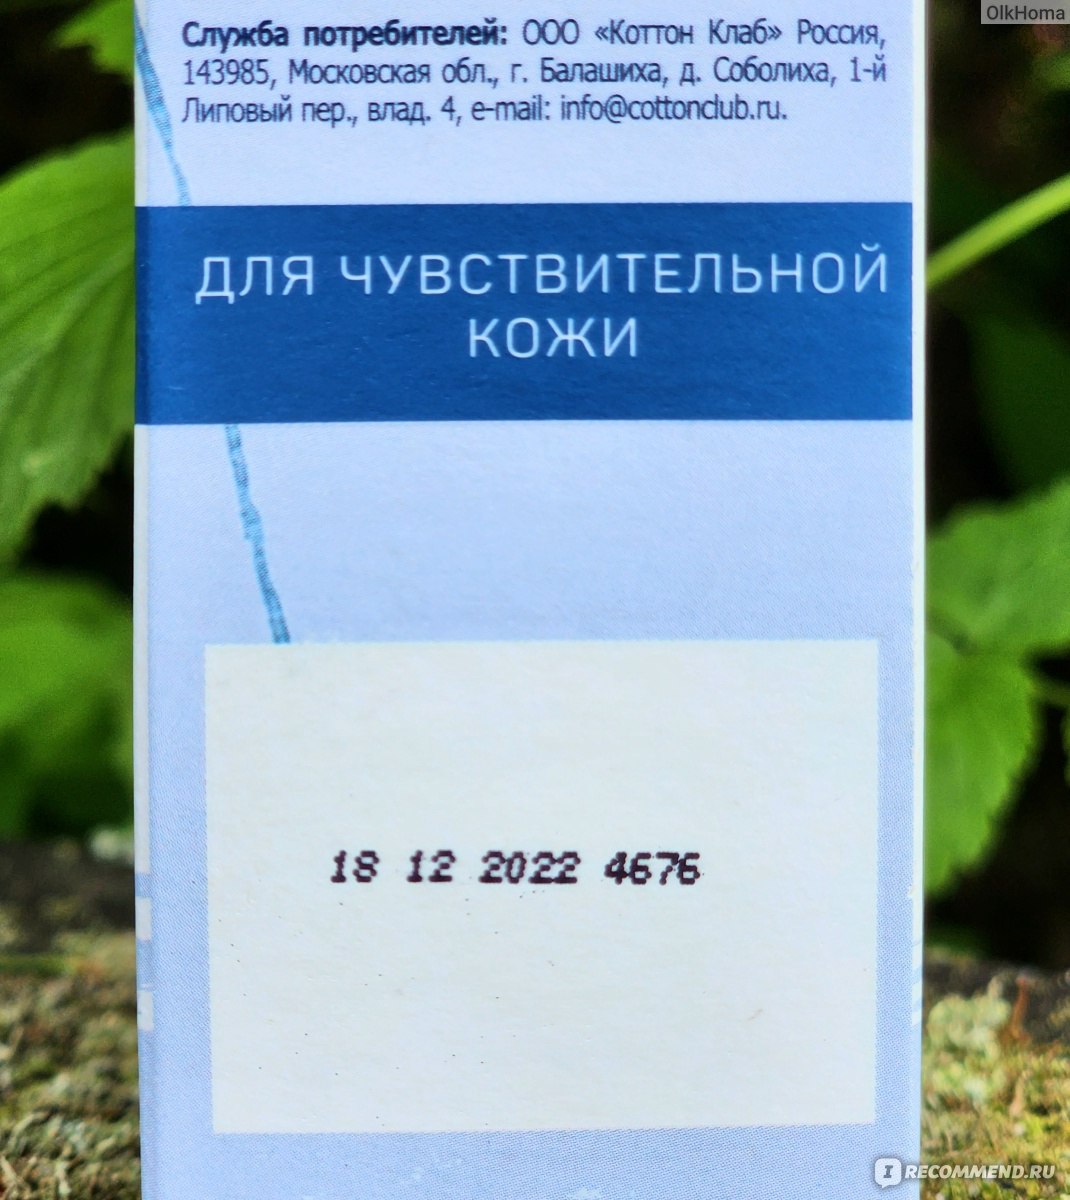 OlkHoma
Служба потребителей: ООО «Коттон Клаб» Россия,
143985, Московская обл., г. Балашиха, д. Соболиха, 1-й
Липовый пер., влад. 4, e-mail: info@cottonclub.ru.
ДЛЯ ЧУВСТВИТЕЛЬНОЙ
КОЖИ
18 12 2022 4676
IRECOMMEND.RU